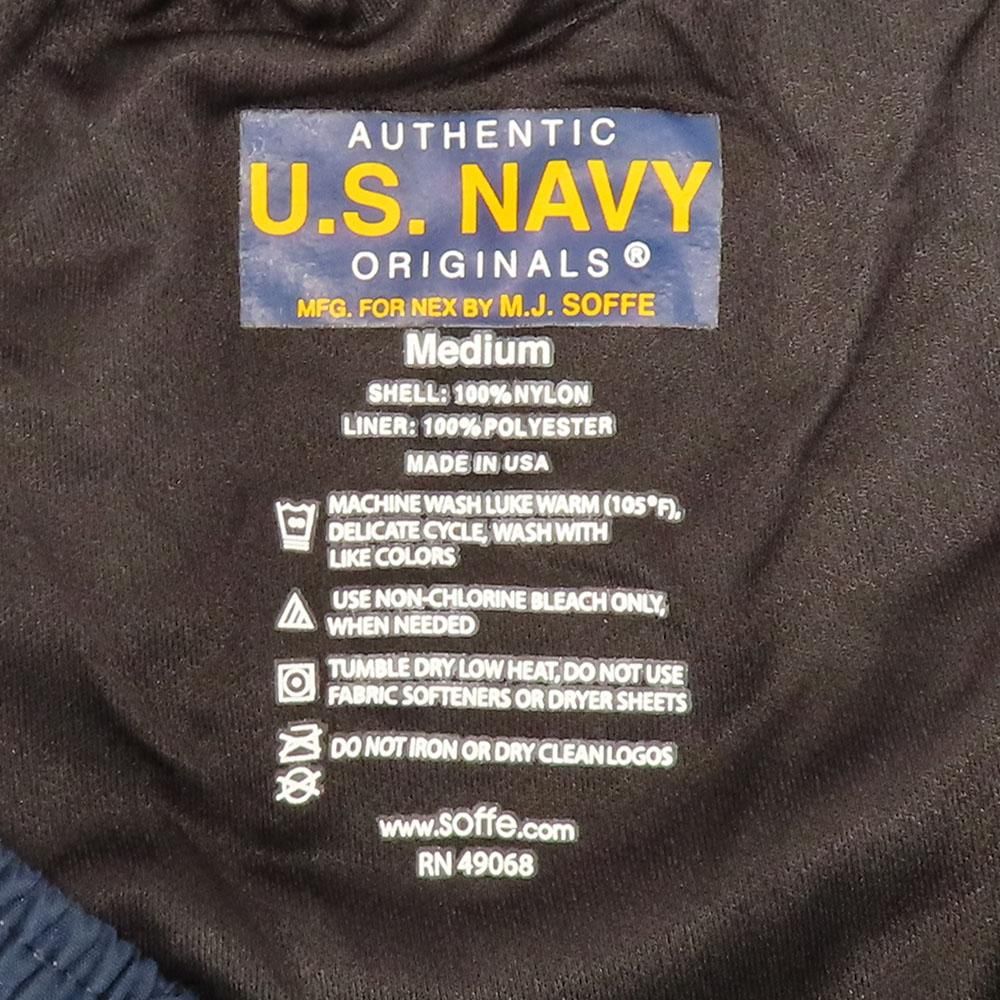 AUTHENTIC
U.S. NAVY
ORIGINALS®
MFG. FOR NEX BY M.J. SOFFE
Medium
SHELL: 100% NYLON
LINER: 100% POLYESTER
MADE IN USA
MACHINE WASH LUKE WARM (105°F),
DELICATE CYCLE, WASH WITH
LIKE COLORS
USE NON-CHLORINE BLEACH ONLY,
WHEN NEEDED
TUMBLE DRY LOW HEAT, DO NOT USE
FABRIC SOFTENERS OR DRYER SHEETS
DO NOT IRON OR DRY CLEAN LOGOS
www.soffe.com
RN 49068